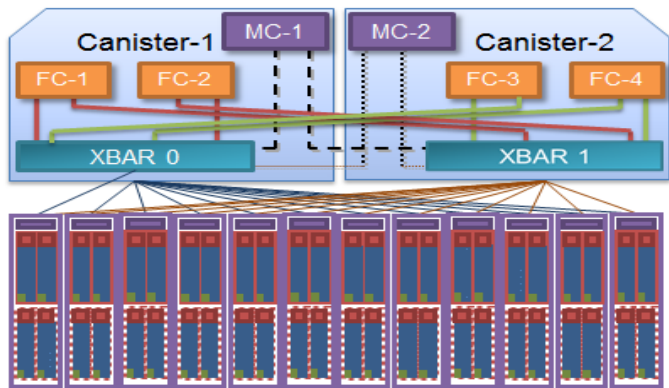 Canister-1
MC-1
MC-2
Canister-2
FC-1
FC-2
FC-3
FC-4
XBAR 0
XBAR 1